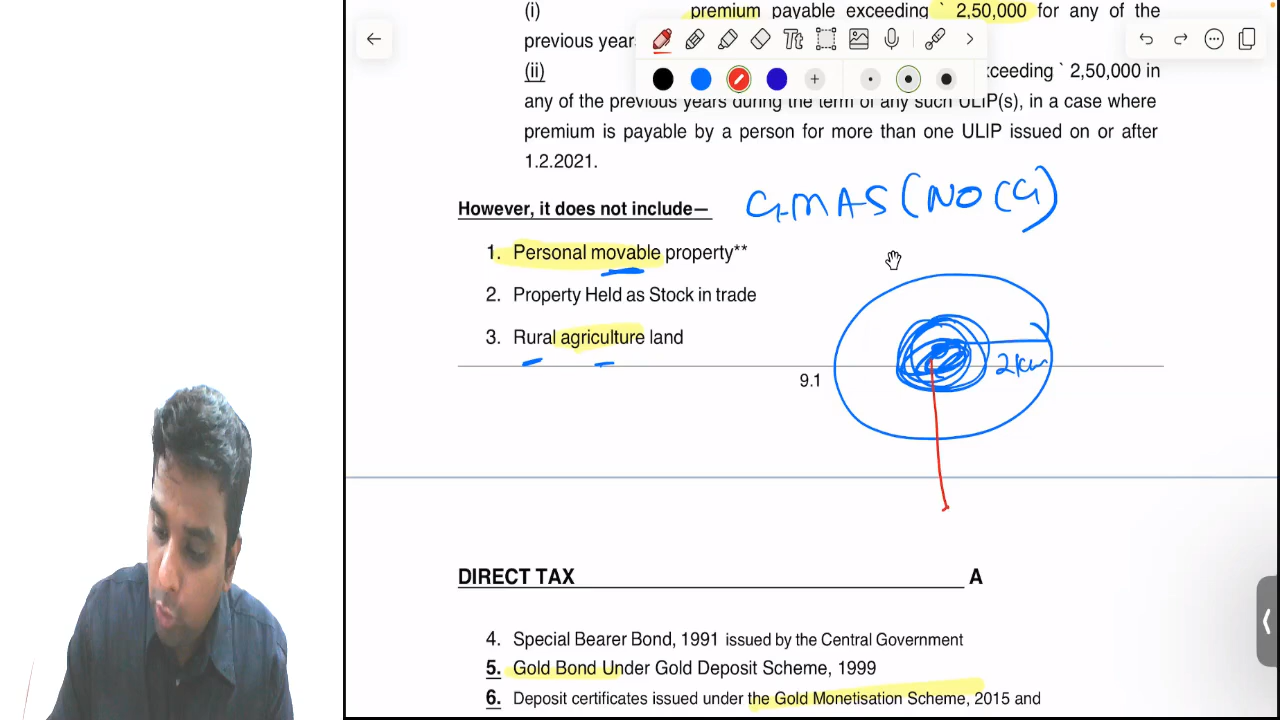 (i) premium payable exceeding ` 2,50,000 for any of the
previous year
Tt
(ii) xceeding ` 2,50,000 in
any of the previous years during the term of any such ULIP(s), in a case where
premium is payable by a person for more than one ULIP issued on or after
1.2.2021.
GMAS (NO CG)
However, it does not include—
1. Personal movable property**
2. Property Held as Stock in trade
3. Rural agriculture land
2km
9.1
DIRECT TAX A
4. Special Bearer Bond, 1991 issued by the Central Government
5. Gold Bond Under Gold Deposit Scheme, 1999
6. Deposit certificates issued under the Gold Monetisation Scheme, 2015 and